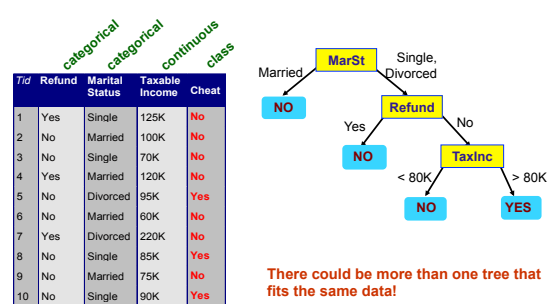 categorical
categorical
continuous
class
Tid Refund Marital Status Taxable Income Cheat
1 Yes Single 125K No
2 No Married 100K No
3 No Single 70K No
4 Yes Married 120K No
5 No Divorced 95K Yes
6 No Married 60K No
7 Yes Divorced 220K No
8 No Single 85K Yes
9 No Married 75K No
10 No Single 90K Yes
MarSt
Married
Single,
Divorced
NO
Refund
Yes
No
NO
TaxInc
< 80K
> 80K
NO
YES
There could be more than one tree that
fits the same data!